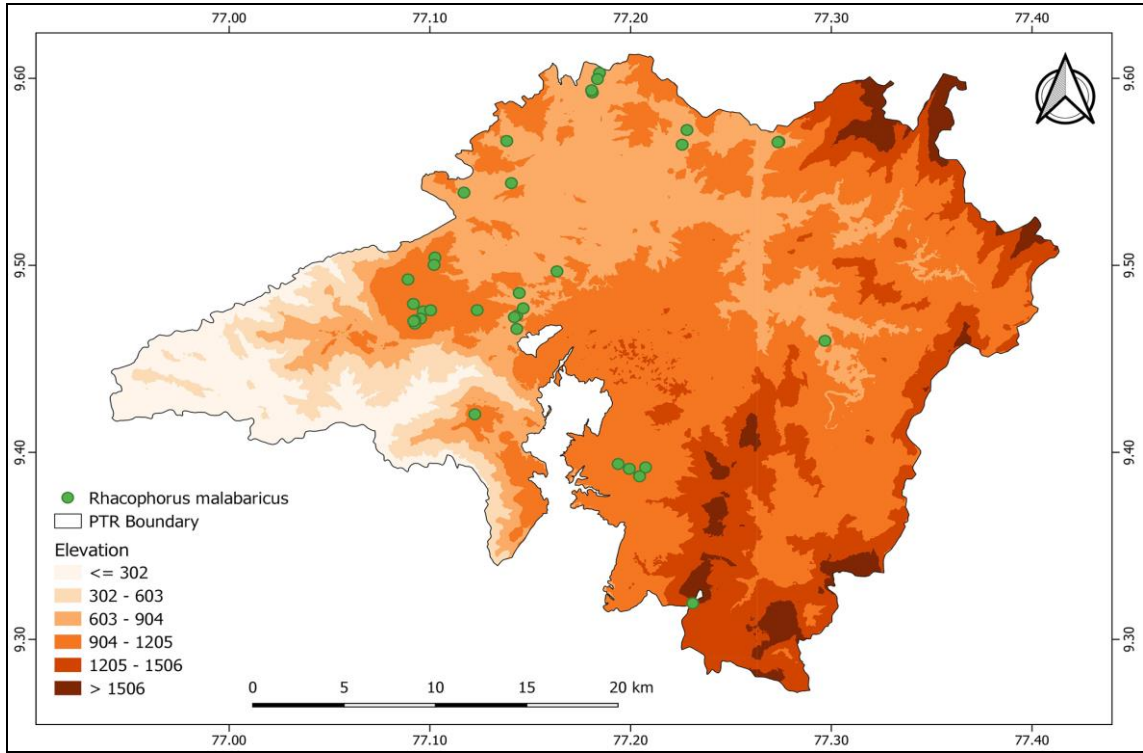 77.00 77.10 77.20 77.30 77.40
9.60 9.60
9.50 9.50
9.40 9.40
Rhacophorus malabaricus
PTR Boundary
Elevation
<= 302
302 - 603
603 - 904
904 - 1205
1205 - 1506
> 1506
9.30 9.30
0 5 10 15 20 km
77.00 77.10 77.20 77.30 77.40